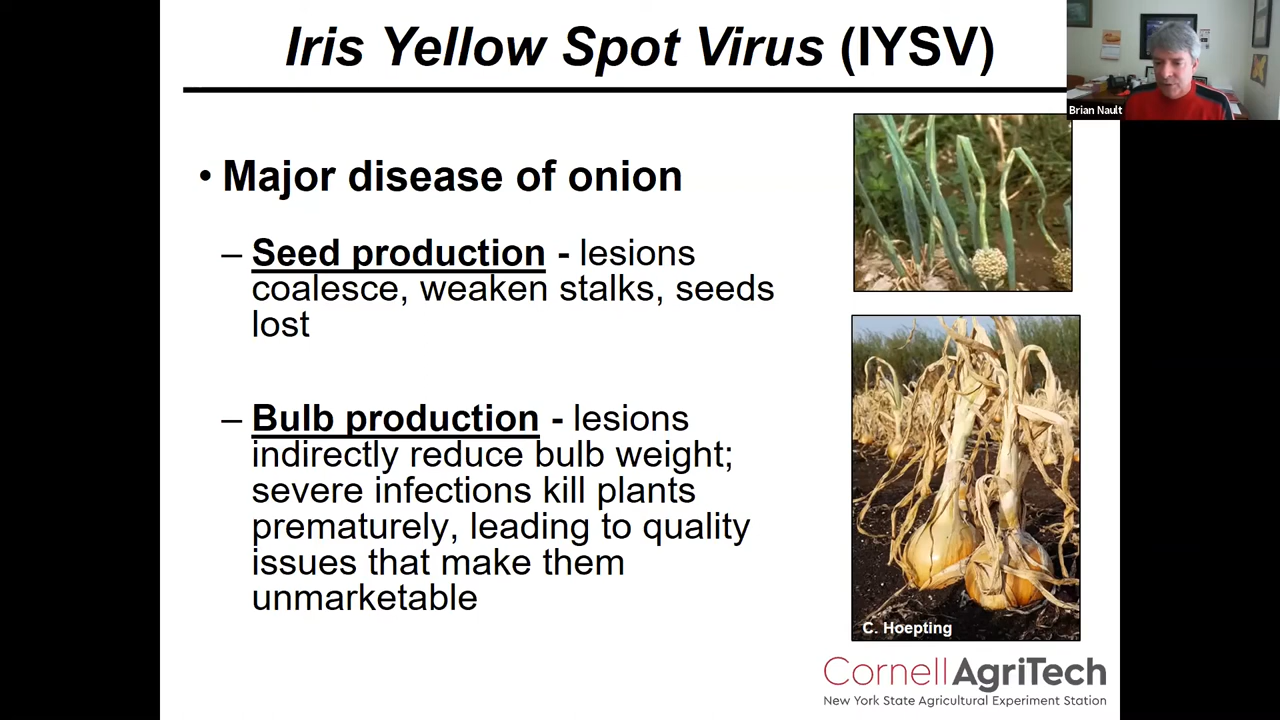 Iris Yellow Spot Virus (IYSV)
Brian Nault
• Major disease of onion
– Seed production - lesions
coalesce, weaken stalks, seeds
lost
– Bulb production - lesions
indirectly reduce bulb weight;
severe infections kill plants
prematurely, leading to quality
issues that make them
unmarketable
C. Hoepting
CornellAgriTech
New York State Agricultural Experiment Station